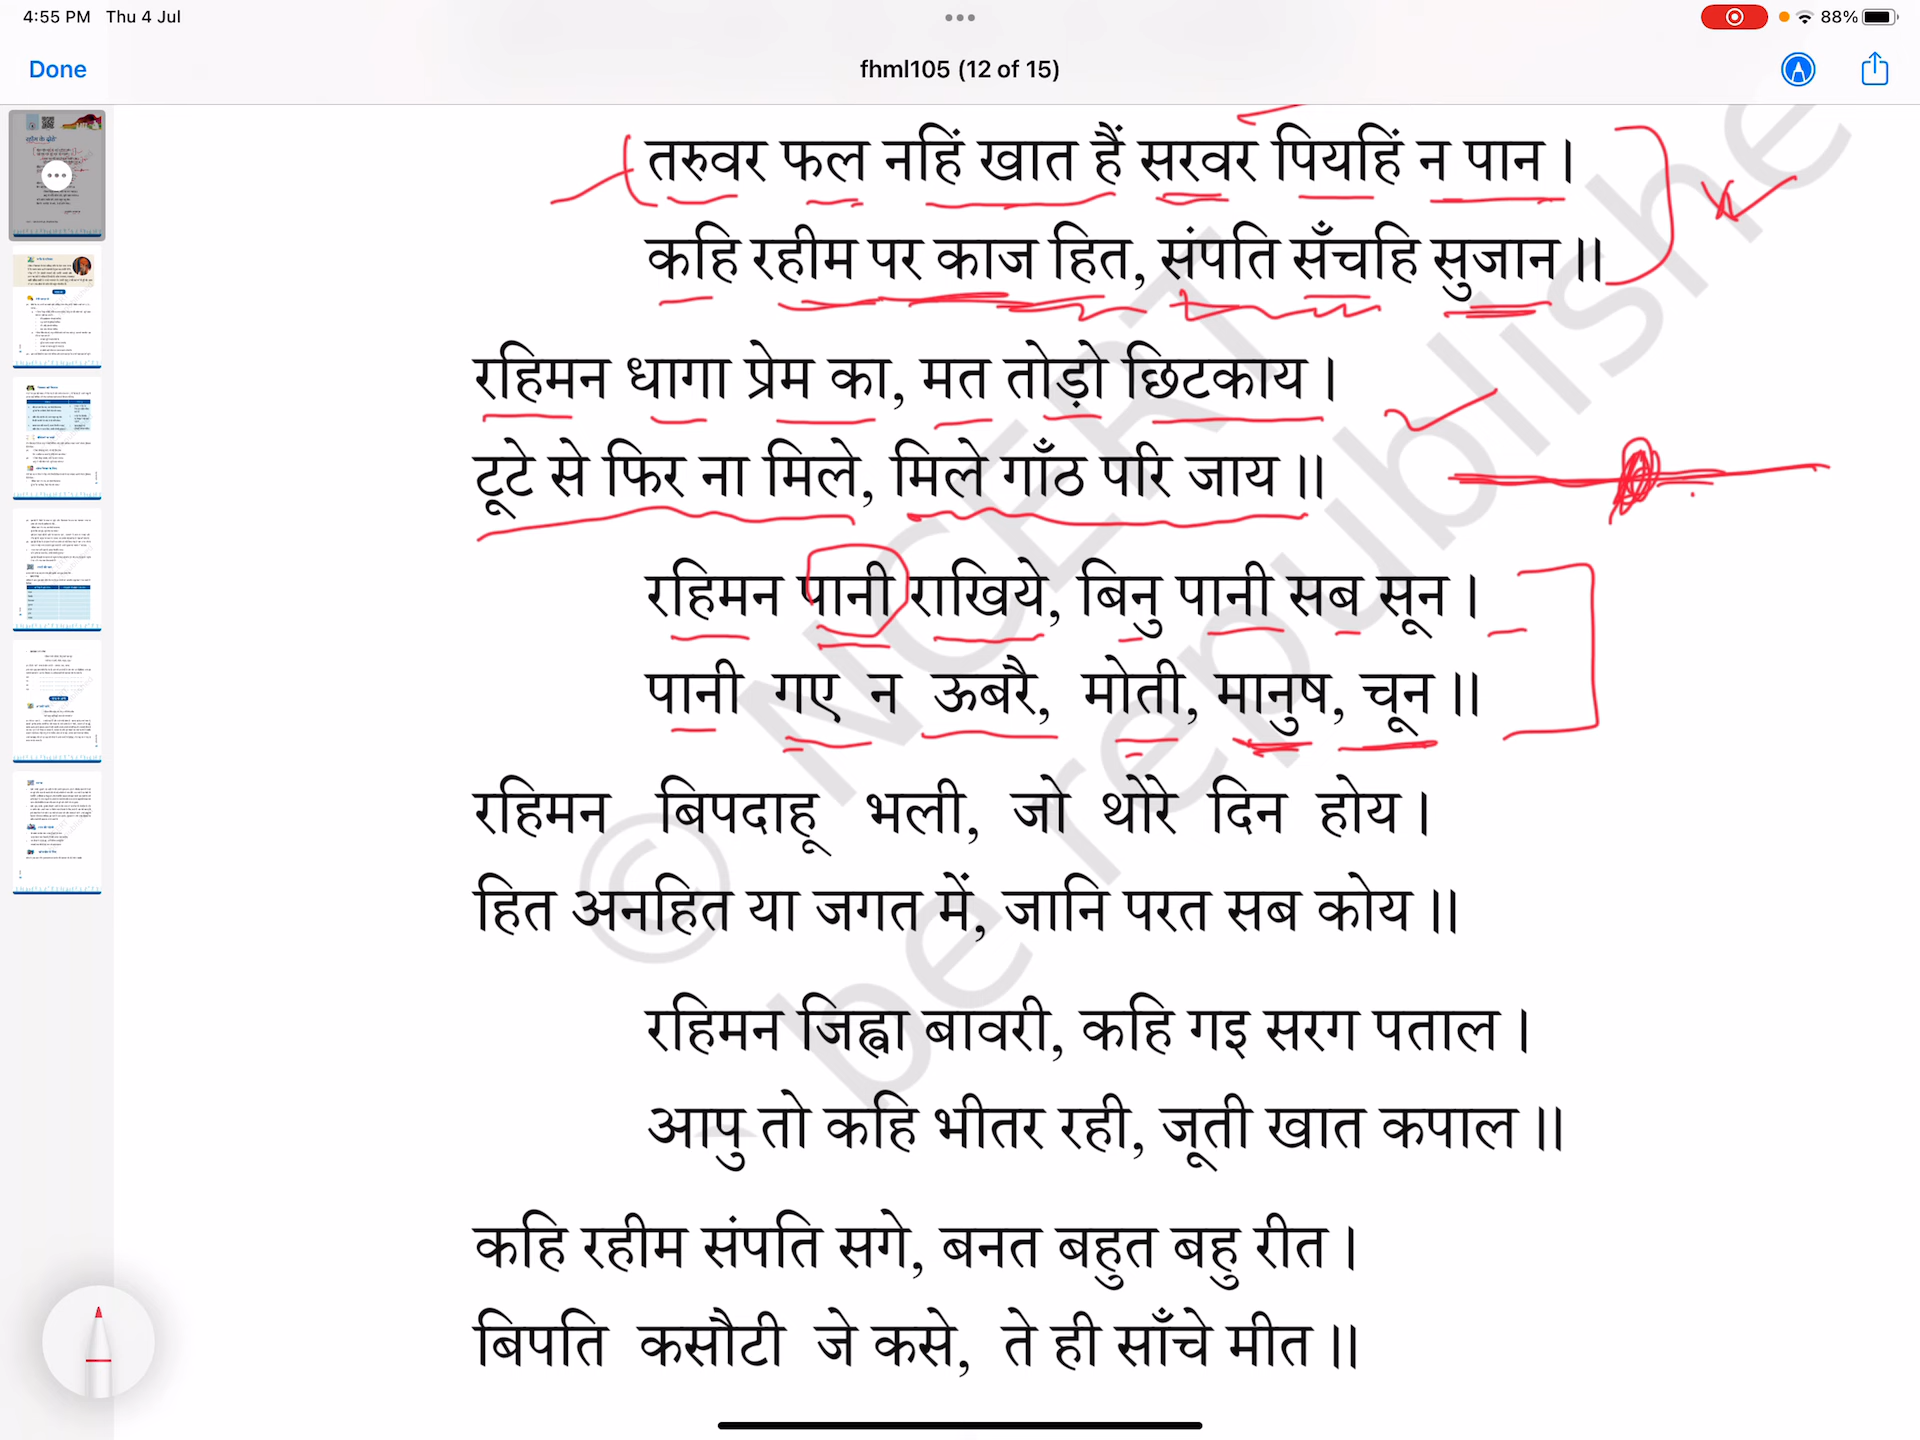 4:55 PM Thu 4 Jul
88%
Done
fhml105 (12 of 15)
तरुवर फल नहिं खात हैं सरवर पियहिं न पान।
कहि रहीम पर काज हित, संपति सँचहि सुजान॥
रहिमन धागा प्रेम का, मत तोड़ो छिटकाय।
टूटे से फिर ना मिले, मिले गाँठ परि जाय॥
रहिमन पानी राखिये, बिनु पानी सब सून।
पानी गए न ऊबरै, मोती, मानुष, चून॥
रहिमन बिपदाहू भली, जो थोरे दिन होय।
हित अनहित या जगत में, जानि परत सब कोय॥
रहिमन जिह्वा बावरी, कहि गइ सरग पताल।
आपु तो कहि भीतर रही, जूती खात कपाल॥
कहि रहीम संपति सगे, बनत बहुत बहु रीत।
बिपति कसौटी जे कसे, ते ही साँचे मीत॥
© NCERT
be republishe